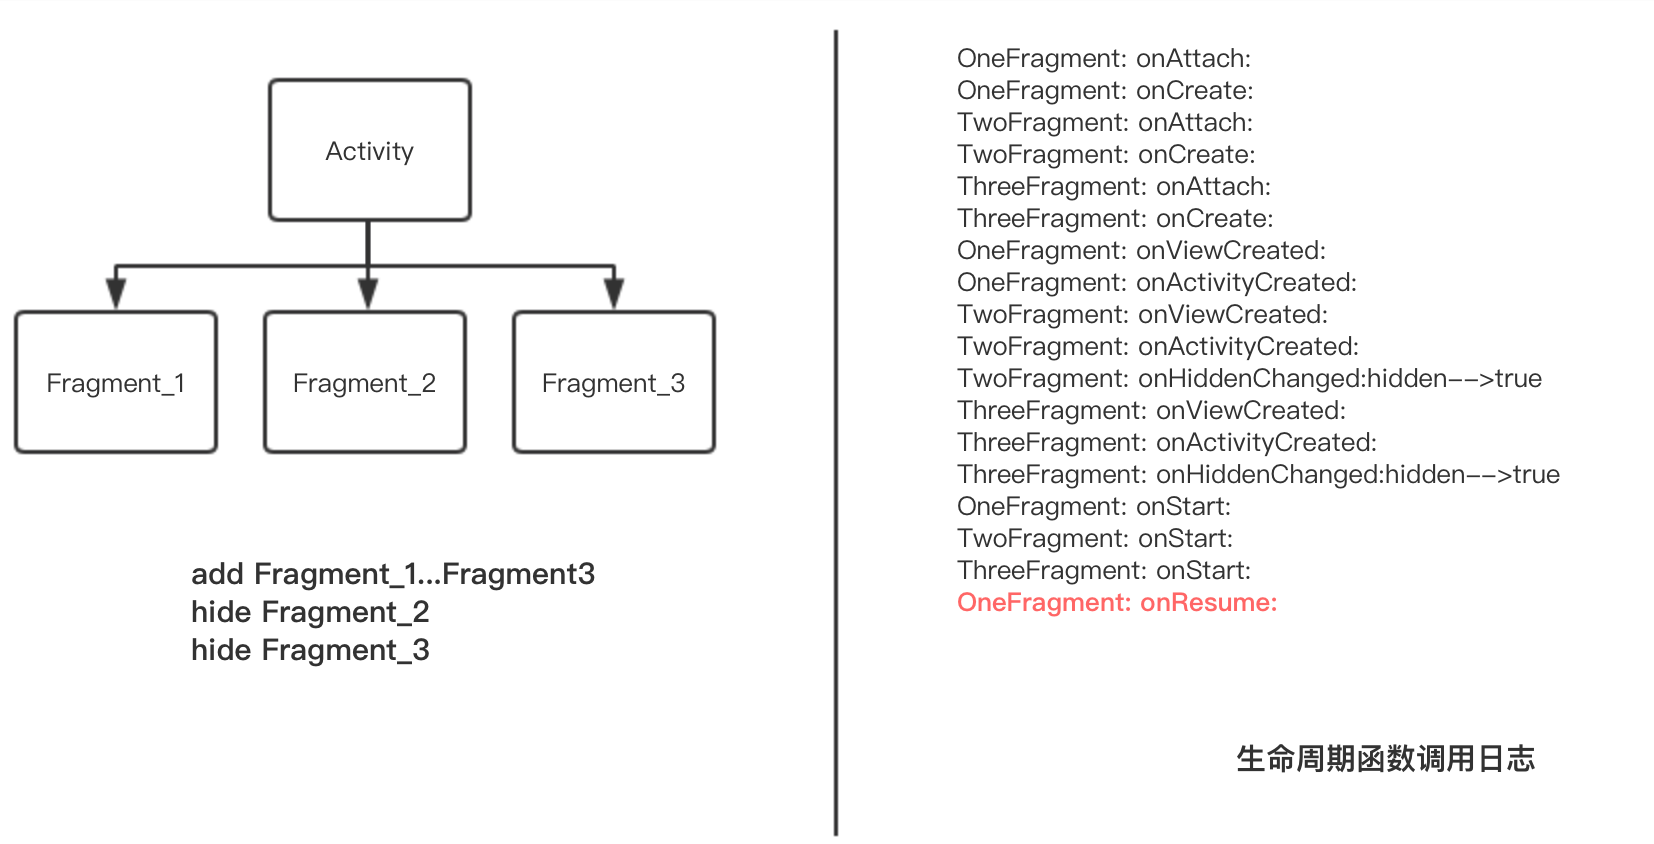 Activity
Fragment_1
Fragment_2
Fragment_3
add Fragment_1...Fragment3
hide Fragment_2
hide Fragment_3
OneFragment: onAttach:
OneFragment: onCreate:
TwoFragment: onAttach:
TwoFragment: onCreate:
ThreeFragment: onAttach:
ThreeFragment: onCreate:
OneFragment: onViewCreated:
OneFragment: onActivityCreated:
TwoFragment: onViewCreated:
TwoFragment: onActivityCreated:
TwoFragment: onHiddenChanged:hidden-->true
ThreeFragment: onViewCreated:
ThreeFragment: onActivityCreated:
ThreeFragment: onHiddenChanged:hidden-->true
OneFragment: onStart:
TwoFragment: onStart:
ThreeFragment: onStart:
OneFragment: onResume:
生命周期函数调用日志